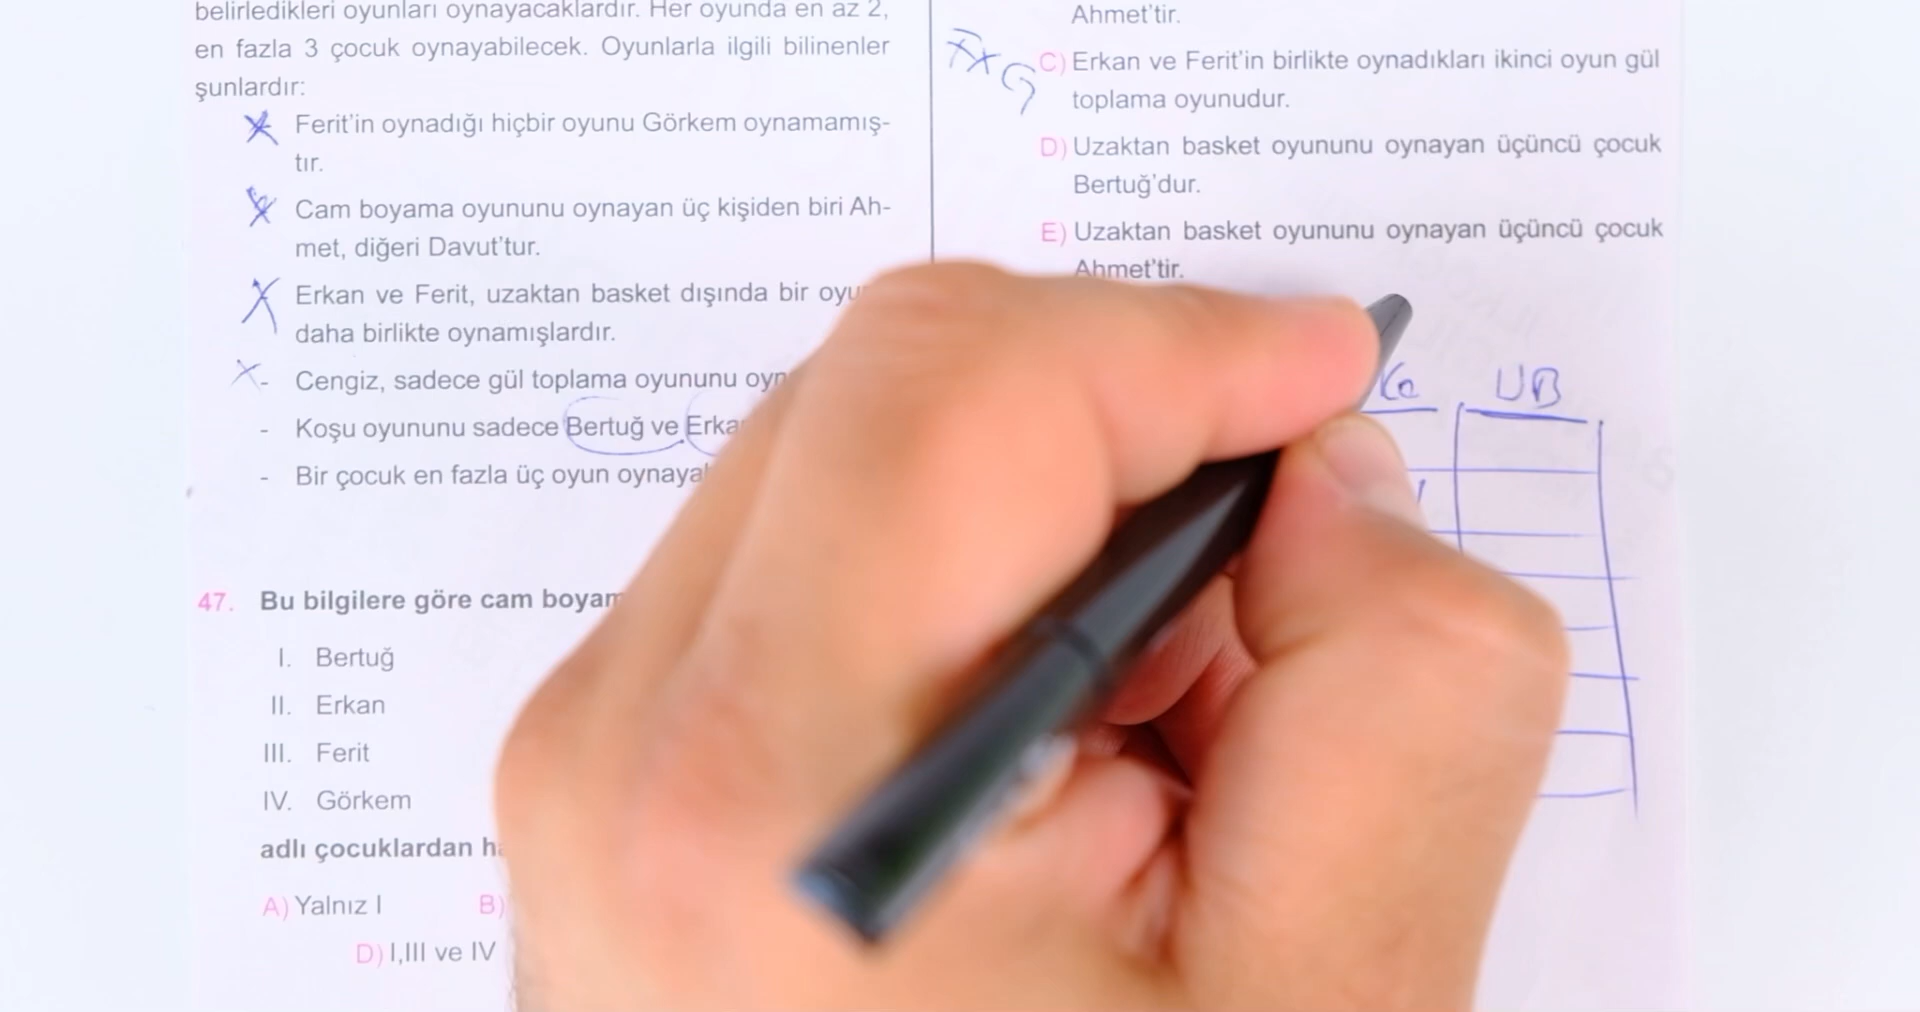 belirledikleri oyunları oynayacaklardır. Her oyunda en az 2,
en fazla 3 çocuk oynayabilecek. Oyunlarla ilgili bilinenler
şunlardır:
Ferit'in oynadığı hiçbir oyunu Görkem oynamamış-
tır.
Cam boyama oyununu oynayan üç kişiden biri Ah-
met, diğeri Davut'tur.
Erkan ve Ferit, uzaktan basket dışında bir
daha birlikte oynamışlardır.
- Cengiz, sadece gül toplama oyununu
- Koşu oyununu sadece Bertuğ ve
- Bir çocuk en fazla üç oyun
47. Bu bilgilere göre cam
I. Bertuğ
II. Erkan
III. Ferit
IV. Görkem
adlı çocuklardan
A) Yalnız I B)
D) I,III ve IV
Ahmet'tir.
C) Erkan ve Ferit'in birlikte oynadıkları ikinci oyun gül
toplama oyunudur.
D) Uzaktan basket oyununu oynayan üçüncü çocuk
Bertuğ'dur.
E) Uzaktan basket oyununu oynayan üçüncü çocuk
Ahmet'tir.
UB